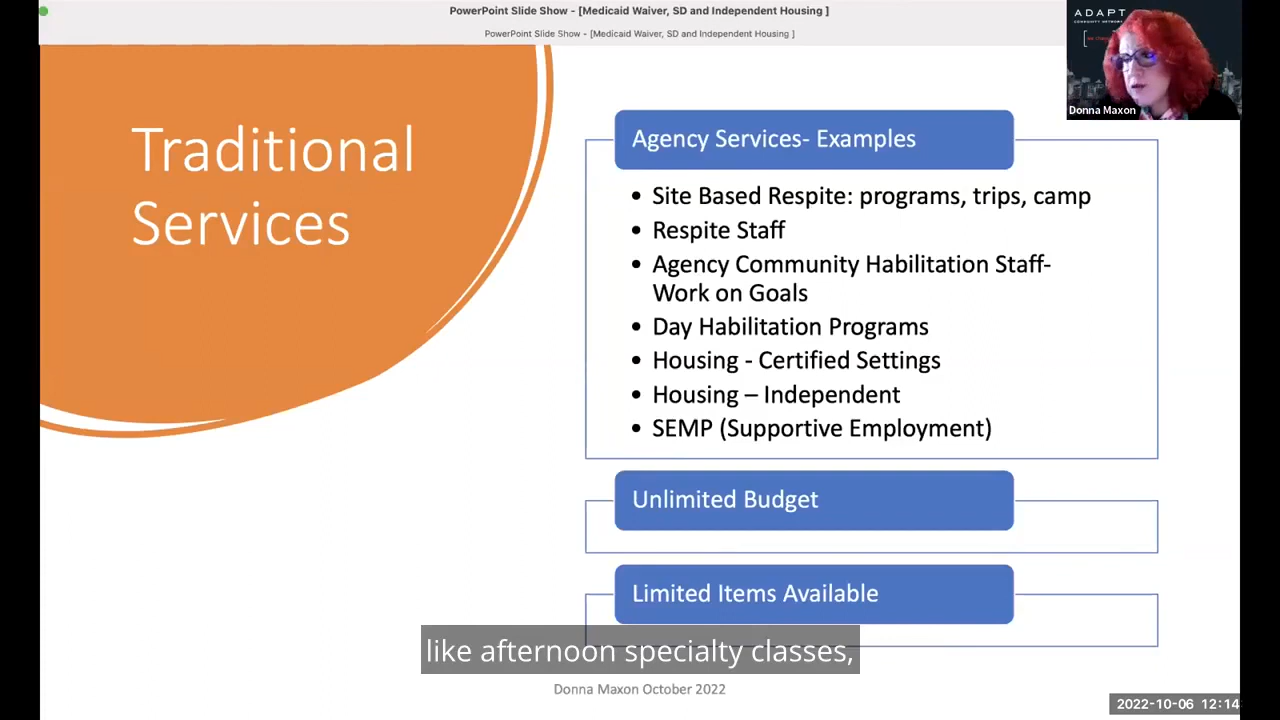 PowerPoint Slide Show - [Medicaid Waiver, SD and Independent Housing ]
PowerPoint Slide Show - [Medicaid Waiver, SD and Independent Housing ]
ADAPT
COMMUNITY NETWORK
Donna Maxon
Traditional
Services
Agency Services- Examples
• Site Based Respite: programs, trips, camp
• Respite Staff
• Agency Community Habilitation Staff-
Work on Goals
• Day Habilitation Programs
• Housing - Certified Settings
• Housing – Independent
• SEMP (Supportive Employment)
Unlimited Budget
Limited Items Available
like afternoon specialty classes,
Donna Maxon October 2022
2022-10-06 12:14